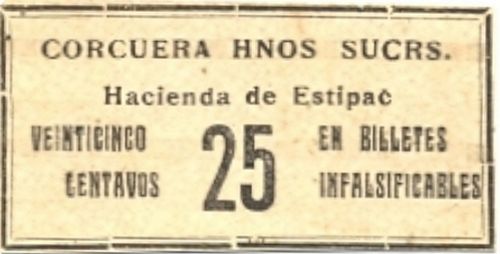 CORCUERA HNOS SUCRS.
Hacienda de Estipac
VEINTICINCO 25 EN BILLETES
CENTAVOS INFALSIFICABLES